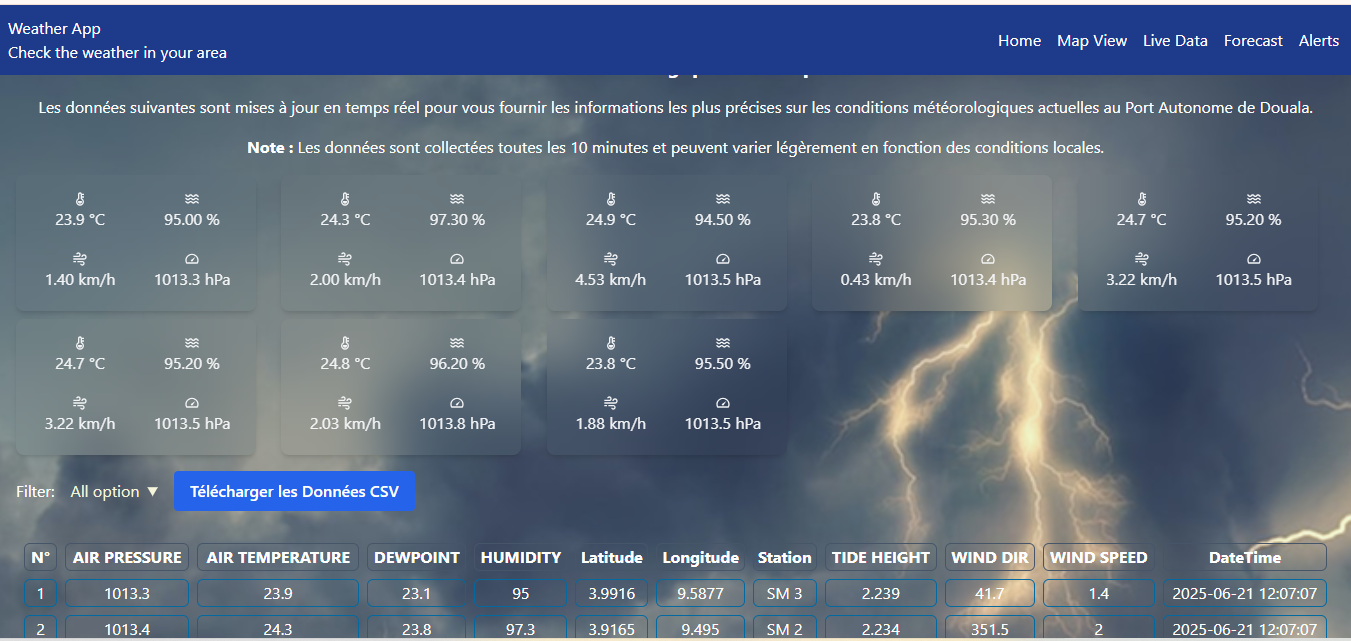 Weather App
Check the weather in your area
Home Map View Live Data Forecast Alerts
Les données suivantes sont mises à jour en temps réel pour vous fournir les informations les plus précises sur les conditions météorologiques actuelles au Port Autonome de Douala.
Note : Les données sont collectées toutes les 10 minutes et peuvent varier légèrement en fonction des conditions locales.
23.9 °C 95.00 % 24.3 °C 97.30 % 24.9 °C 94.50 % 23.8 °C 95.30 % 24.7 °C 95.20 %
1.40 km/h 1013.3 hPa 2.00 km/h 1013.4 hPa 4.53 km/h 1013.5 hPa 0.43 km/h 1013.4 hPa 3.22 km/h 1013.5 hPa
24.7 °C 95.20 % 24.8 °C 96.20 % 23.8 °C 95.50 %
3.22 km/h 1013.5 hPa 2.03 km/h 1013.8 hPa 1.88 km/h 1013.5 hPa
Filter: All option ▼ Télécharger les Données CSV
N° AIR PRESSURE AIR TEMPERATURE DEWPOINT HUMIDITY Latitude Longitude Station TIDE HEIGHT WIND DIR WIND SPEED DateTime
1 1013.3 23.9 23.1 95 3.9916 9.5877 SM 3 2.239 41.7 1.4 2025-06-21 12:07:07
2 1013.4 24.3 23.8 97.3 3.9165 9.495 SM 2 2.234 351.5 2 2025-06-21 12:07:07